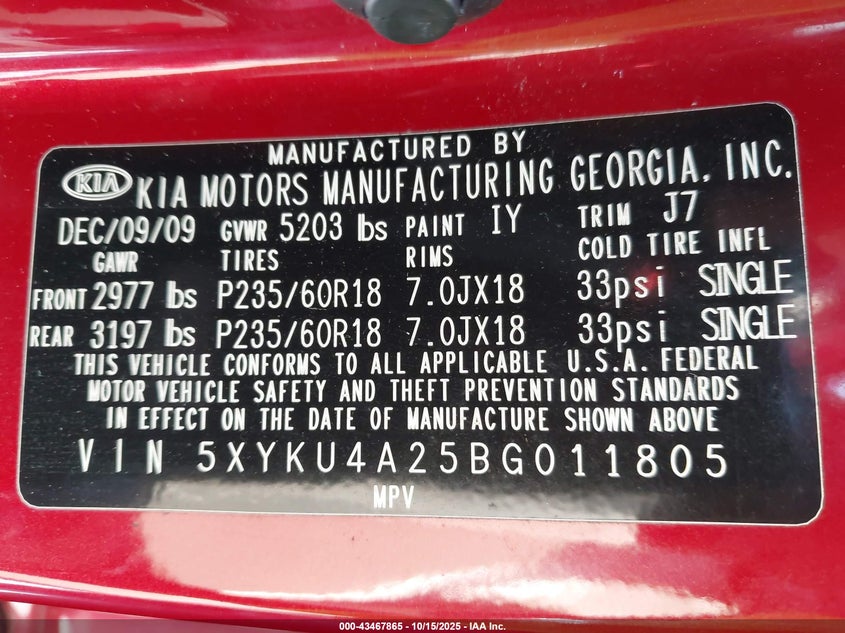 MANUFACTURED BY
KIA KIA MOTORS MANUFACTURING GEORGIA, INC.
DEC/09/09 GVWR 5203 lbs PAINT IY TRIM J7
GAWR TIRES RIMS COLD TIRE INFL
FRONT 2977 lbs P235/60R18 7.0JX18 33psi SINGLE
REAR 3197 lbs P235/60R18 7.0JX18 33psi SINGLE
THIS VEHICLE CONFORMS TO ALL APPLICABLE U.S.A. FEDERAL
MOTOR VEHICLE SAFETY AND THEFT PREVENTION STANDARDS
IN EFFECT ON THE DATE OF MANUFACTURE SHOWN ABOVE
VIN 5XYKU4A25BG011805
MPV
000-43467865 - 10/15/2025 - IAA Inc.